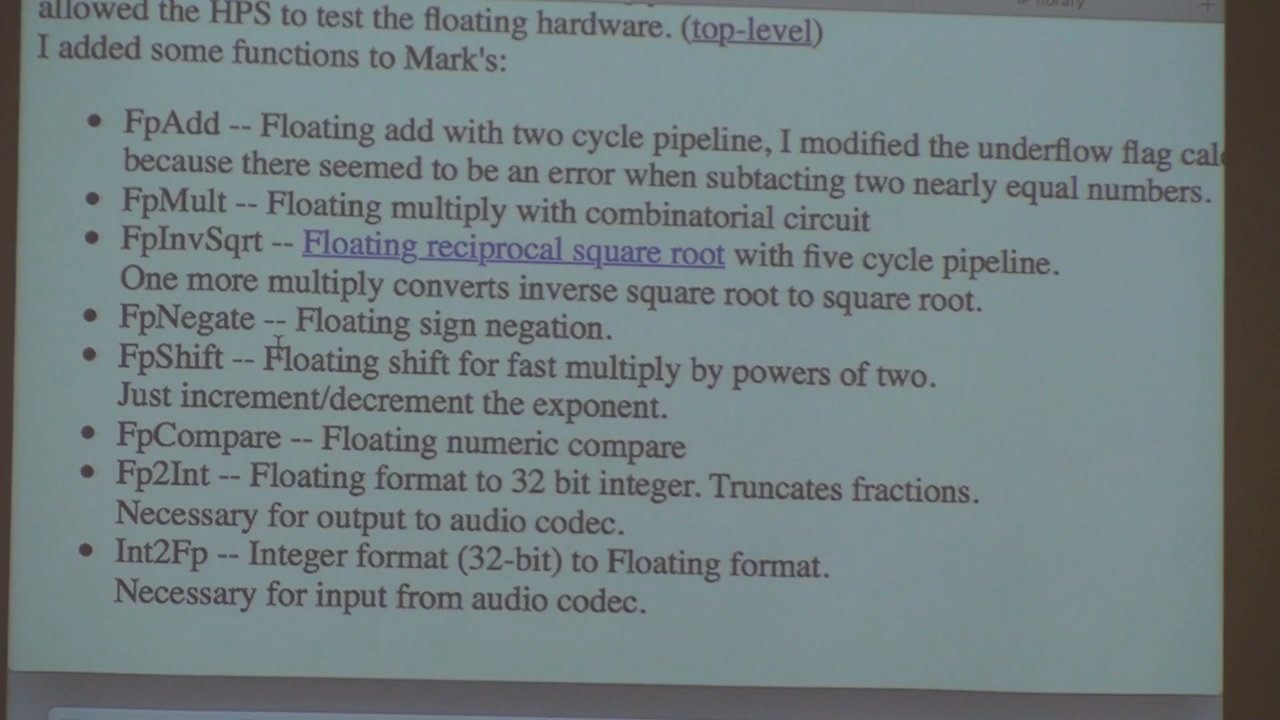 allowed the HPS to test the floating hardware. (top-level)
I added some functions to Mark's:
• FpAdd -- Floating add with two cycle pipeline, I modified the underflow flag
because there seemed to be an error when subtacting two nearly equal numbers.
• FpMult -- Floating multiply with combinatorial circuit
• FpInvSqrt -- Floating reciprocal square root with five cycle pipeline.
One more multiply converts inverse square root to square root.
• FpNegate -- Floating sign negation.
• FpShift -- Floating shift for fast multiply by powers of two.
Just increment/decrement the exponent.
• FpCompare -- Floating numeric compare
• Fp2Int -- Floating format to 32 bit integer. Truncates fractions.
Necessary for output to audio codec.
• Int2Fp -- Integer format (32-bit) to Floating format.
Necessary for input from audio codec.